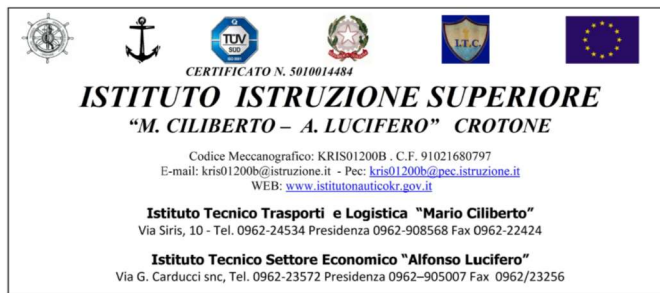 TÜV
SUD
I.T.C.
CERTIFICATO N. 5010014484
ISTITUTO ISTRUZIONE SUPERIORE
“M. CILIBERTO – A. LUCIFERO” CROTONE
Codice Meccanografico: KRIS01200B . C.F. 91021680797
E-mail: kris01200b@istruzione.it - Pec: kris01200b@pec.istruzione.it
WEB: www.istitutonauticokr.gov.it
Istituto Tecnico Trasporti e Logistica “Mario Ciliberto”
Via Siris, 10 - Tel. 0962-24534 Presidenza 0962-908568 Fax 0962-22424
Istituto Tecnico Settore Economico “Alfonso Lucifero”
Via G. Carducci snc, Tel. 0962-23572 Presidenza 0962–905007 Fax 0962/23256